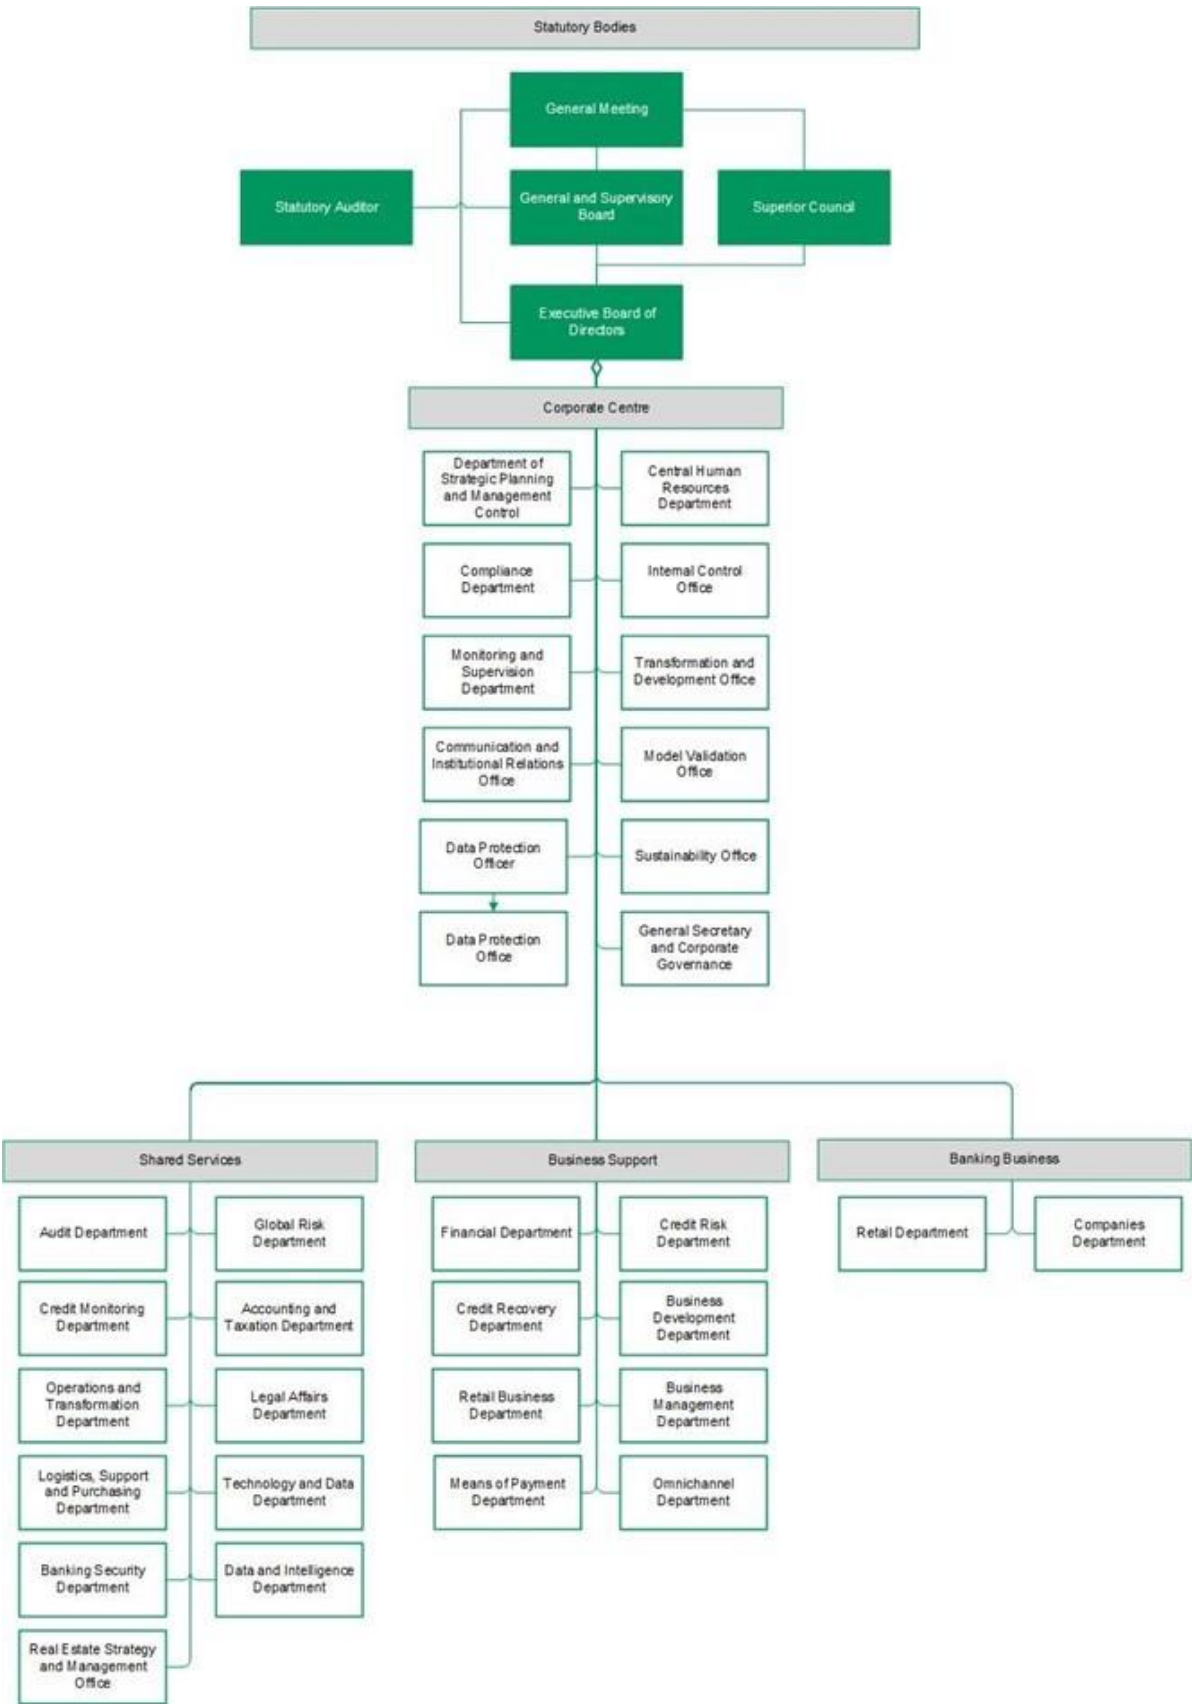 Statutory Bodies
General Meeting
Statutory Auditor
General and Supervisory
Board
Superior Council
Executive Board of
Directors
Corporate Centre
Department of
Strategic Planning
and Management
Control
Central Human
Resources
Department
Compliance
Department
Internal Control
Office
Monitoring and
Supervision
Department
Transformation and
Development Office
Communication and
Institutional Relations
Office
Model Validation
Office
Data Protection
Officer
Sustainability Office
Data Protection
Office
General Secretary
and Corporate
Governance
Shared Services
Audit Department
Global Risk
Department
Credit Monitoring
Department
Accounting and
Taxation Department
Operations and
Transformation
Department
Legal Affairs
Department
Logistics, Support
and Purchasing
Department
Technology and Data
Department
Banking Security
Department
Data and Intelligence
Department
Real Estate Strategy
and Management
Office
Business Support
Financial Department
Credit Risk
Department
Credit Recovery
Department
Business
Development
Department
Retail Business
Department
Business
Management
Department
Means of Payment
Department
Omnichannel
Department
Banking Business
Retail Department
Companies
Department